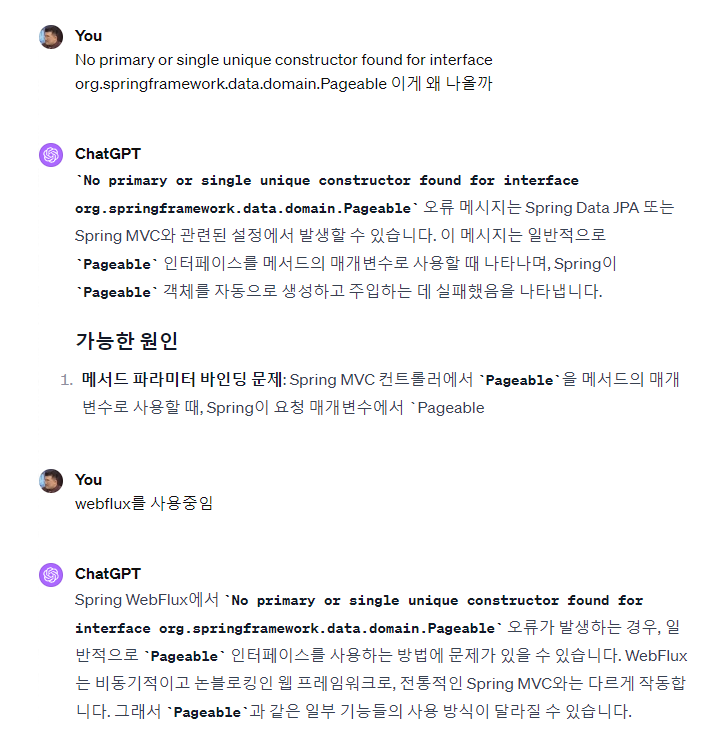 You
No primary or single unique constructor found for interface
org.springframework.data.domain.Pageable 이게 왜 나올까
ChatGPT
`No primary or single unique constructor found for interface
org.springframework.data.domain.Pageable` 오류 메시지는 Spring Data JPA 또는
Spring MVC와 관련된 설정에서 발생할 수 있습니다. 이 메시지는 일반적으로
`Pageable` 인터페이스를 메서드의 매개변수로 사용할 때 나타나며, Spring이
`Pageable` 객체를 자동으로 생성하고 주입하는 데 실패했음을 나타냅니다.
가능한 원인
1. 메서드 파라미터 바인딩 문제: Spring MVC 컨트롤러에서 `Pageable`을 메서드의 매개
변수로 사용할 때, Spring이 요청 매개변수에서 `Pageable
You
webflux를 사용중임
ChatGPT
Spring WebFlux에서 `No primary or single unique constructor found for
interface org.springframework.data.domain.Pageable` 오류가 발생하는 경우, 일
반적으로 `Pageable` 인터페이스를 사용하는 방법에 문제가 있을 수 있습니다. WebFlux
는 비동기적이고 논블로킹인 웹 프레임워크로, 전통적인 Spring MVC와는 다르게 작동합
니다. 그래서 `Pageable`과 같은 일부 기능들의 사용 방식이 달라질 수 있습니다.